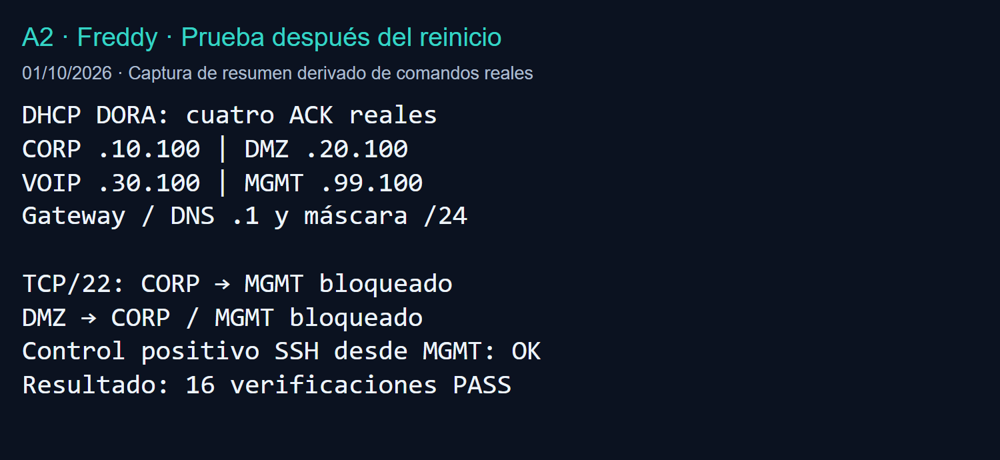 A2 · Freddy · Prueba después del reinicio
01/10/2026 · Captura de resumen derivado de comandos reales
DHCP DORA: cuatro ACK reales
CORP .10.100 | DMZ .20.100
VOIP .30.100 | MGMT .99.100
Gateway / DNS .1 y máscara /24
TCP/22: CORP → MGMT bloqueado
DMZ → CORP / MGMT bloqueado
Control positivo SSH desde MGMT: OK
Resultado: 16 verificaciones PASS